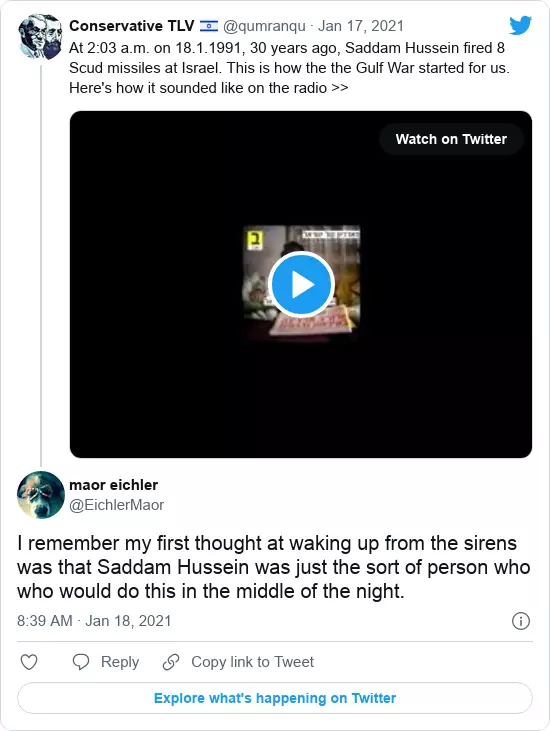 Conservative TLV 🇮🇱 @qumranqu · Jan 17, 2021
At 2:03 a.m. on 18.1.1991, 30 years ago, Saddam Hussein fired 8
Scud missiles at Israel. This is how the the Gulf War started for us.
Here's how it sounded like on the radio >>
Watch on Twitter
ב
maor eichler
@EichlerMaor
I remember my first thought at waking up from the sirens
was that Saddam Hussein was just the sort of person who
who would do this in the middle of the night.
8:39 AM · Jan 18, 2021
Reply
Copy link to Tweet
Explore what's happening on Twitter